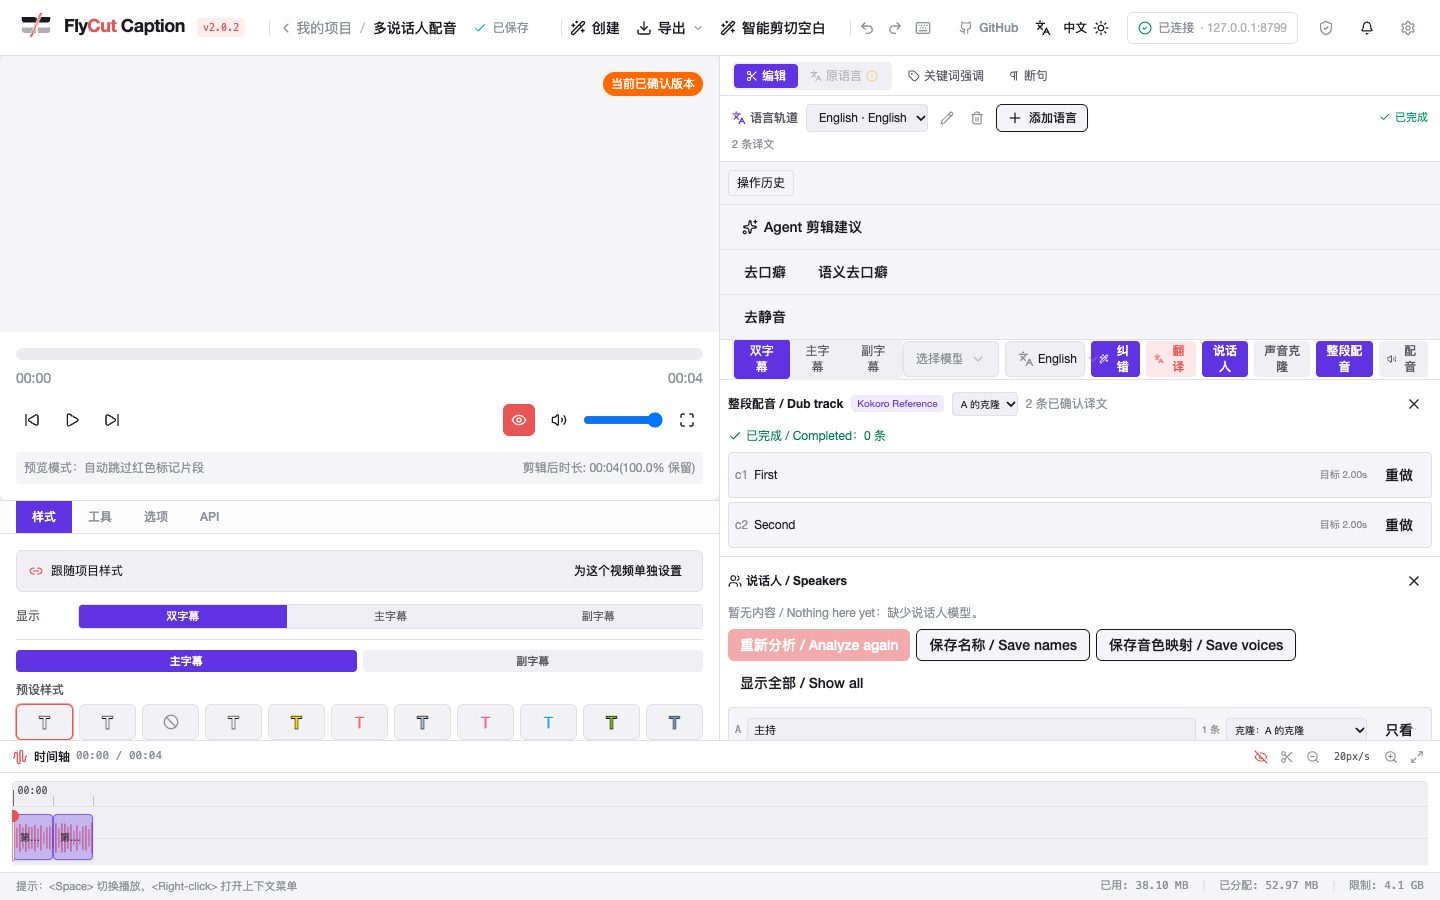 FlyCut Caption v2.0.2 我的项目 / 多说话人配音 已保存 创建 导出 智能剪切空白 GitHub 中文 已连接 · 127.0.0.1:8799
当前已确认版本
00:00 00:04
预览模式：自动跳过红色标记片段 剪辑后时长: 00:04(100.0% 保留)
样式 工具 选项 API
跟随项目样式 为这个视频单独设置
显示 双字幕 主字幕 副字幕
主字幕 副字幕
预设样式
T T T T T T T T T T
编辑 原语言 关键词强调 断句
语言轨道 English · English 添加语言 已完成
2 条译文
操作历史
Agent 剪辑建议
去口癖 语义去口癖
去静音
双字幕 主字幕 副字幕 选择模型 English 纠错 翻译 说话人 声音克隆 整段配音 配音
整段配音 / Dub track Kokoro Reference A 的克隆 2 条已确认译文
已完成 / Completed：0 条
c1 First 目标 2.00s 重做
c2 Second 目标 2.00s 重做
说话人 / Speakers
暂无内容 / Nothing here yet：缺少说话人模型。
重新分析 / Analyze again 保存名称 / Save names 保存音色映射 / Save voices
显示全部 / Show all
A 主持 1 条 克隆：A 的克隆 只看
时间轴 00:00 / 00:04 20px/s
00:00
第... 第...
提示：<Space> 切换播放，<Right-click> 打开上下文菜单 已用: 38.10 MB 已分配: 52.97 MB 限制: 4.1 GB